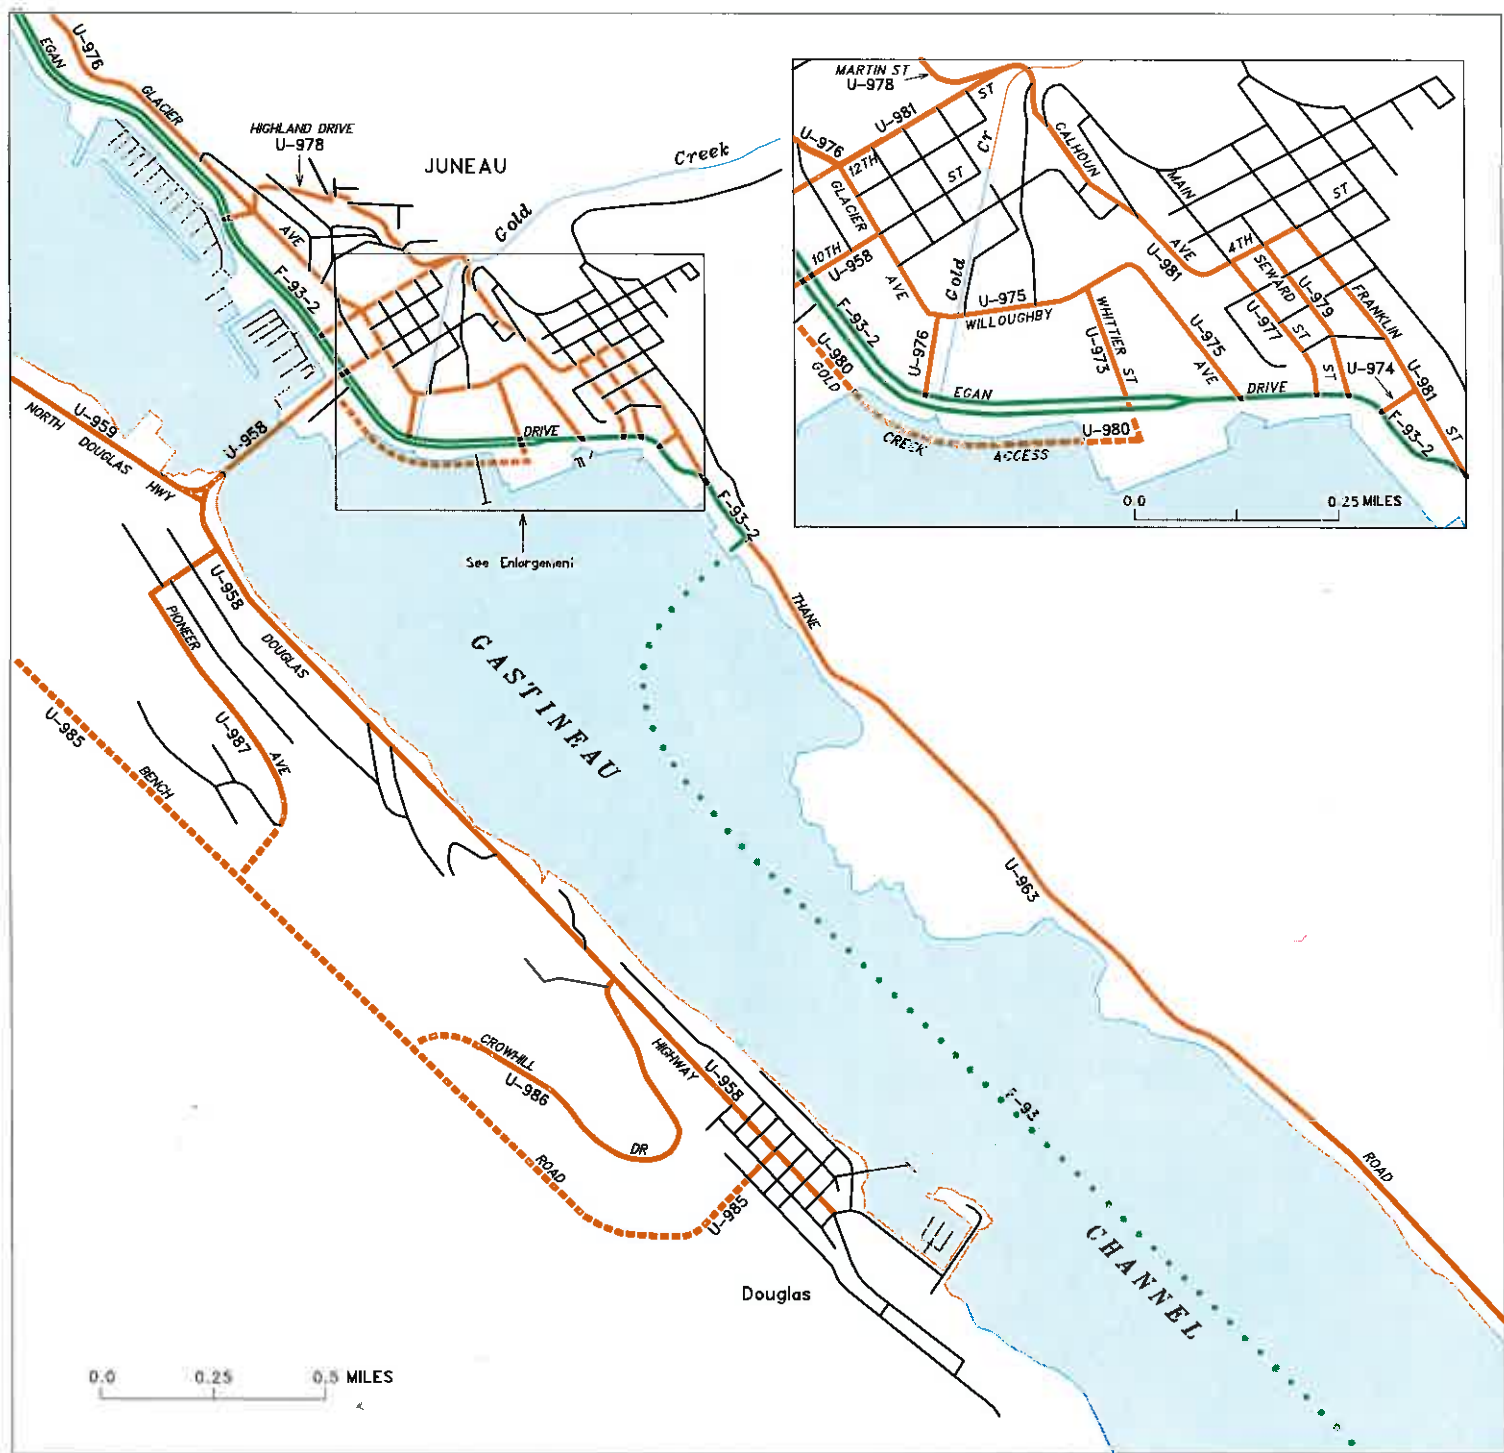 U-976
EGAN
GLACIER
HIGHLAND DRIVE
U-978
JUNEAU
Creek
Gold
AVE
F-93-2
DRIVE
U-959
NORTH DOUGLAS HWY
U-958
F-93-2
See Enlargement
THANE
U-958
PIONEER
DOUGLAS
GASTINEAU
U-985
U-987
AVE
BENCH
U-963
CROWHILL
U-986
HIGHWAY
U-958
F-93
DR
ROAD
ROAD
U-985
CHANNEL
Douglas
0.0 0.25 0.5 MILES
MARTIN ST
U-978
U-981
ST
U-976
12TH
ST
Cr
CALHOUN
MAIN
ST
GLACIER
10TH
U-958
AVE
Gold
AVE
U-981
4TH
SEWARD
U-979
FRANKLIN
U-975
WILLOUGHBY
WHITTIER ST
U-973
U-975
AVE
U-977
ST
ST
U-974
U-981
ST
F-93-2
U-976
U-980
GOLD
EGAN
DRIVE
F-93-2
CREEK
ACCESS
U-980
0.0 0.25 MILES